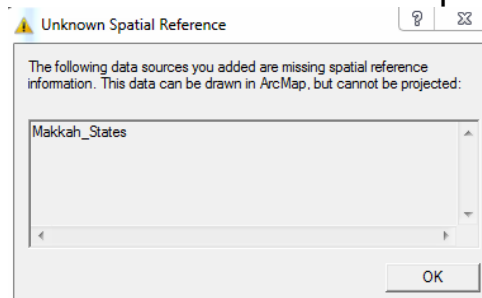 Unknown Spatial Reference
The following data sources you added are missing spatial reference
information. This data can be drawn in ArcMap, but cannot be projected:
Makkah_States
OK